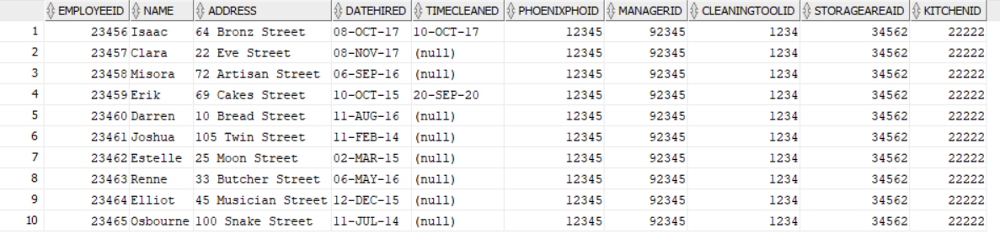 EMPLOYEEID NAME ADDRESS DATEHIRED TIMECLEANED PHOENIXPHOID MANAGERID CLEANINGTOOLID STORAGEAREAID KITCHENID
1 23456 Isaac 64 Bronz Street 08-OCT-17 10-OCT-17 12345 92345 1234 34562 22222
2 23457 Clara 22 Eve Street 08-NOV-17 (null) 12345 92345 1234 34562 22222
3 23458 Misora 72 Artisan Street 06-SEP-16 (null) 12345 92345 1234 34562 22222
4 23459 Erik 69 Cakes Street 10-OCT-15 20-SEP-20 12345 92345 1234 34562 22222
5 23460 Darren 10 Bread Street 11-AUG-16 (null) 12345 92345 1234 34562 22222
6 23461 Joshua 105 Twin Street 11-FEB-14 (null) 12345 92345 1234 34562 22222
7 23462 Estelle 25 Moon Street 02-MAR-15 (null) 12345 92345 1234 34562 22222
8 23463 Renne 33 Butcher Street 06-MAY-16 (null) 12345 92345 1234 34562 22222
9 23464 Elliot 45 Musician Street 12-DEC-15 (null) 12345 92345 1234 34562 22222
10 23465 Osbourne 100 Snake Street 11-JUL-14 (null) 12345 92345 1234 34562 22222